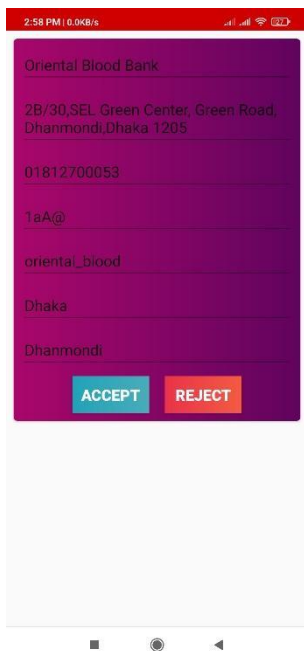 2:58 PM | 0.0KB/s
27
Oriental Blood Bank
2B/30,SEL Green Center, Green Road,
Dhanmondi,Dhaka 1205
01812700053
1aA@
oriental_blood
Dhaka
Dhanmondi
ACCEPT
REJECT